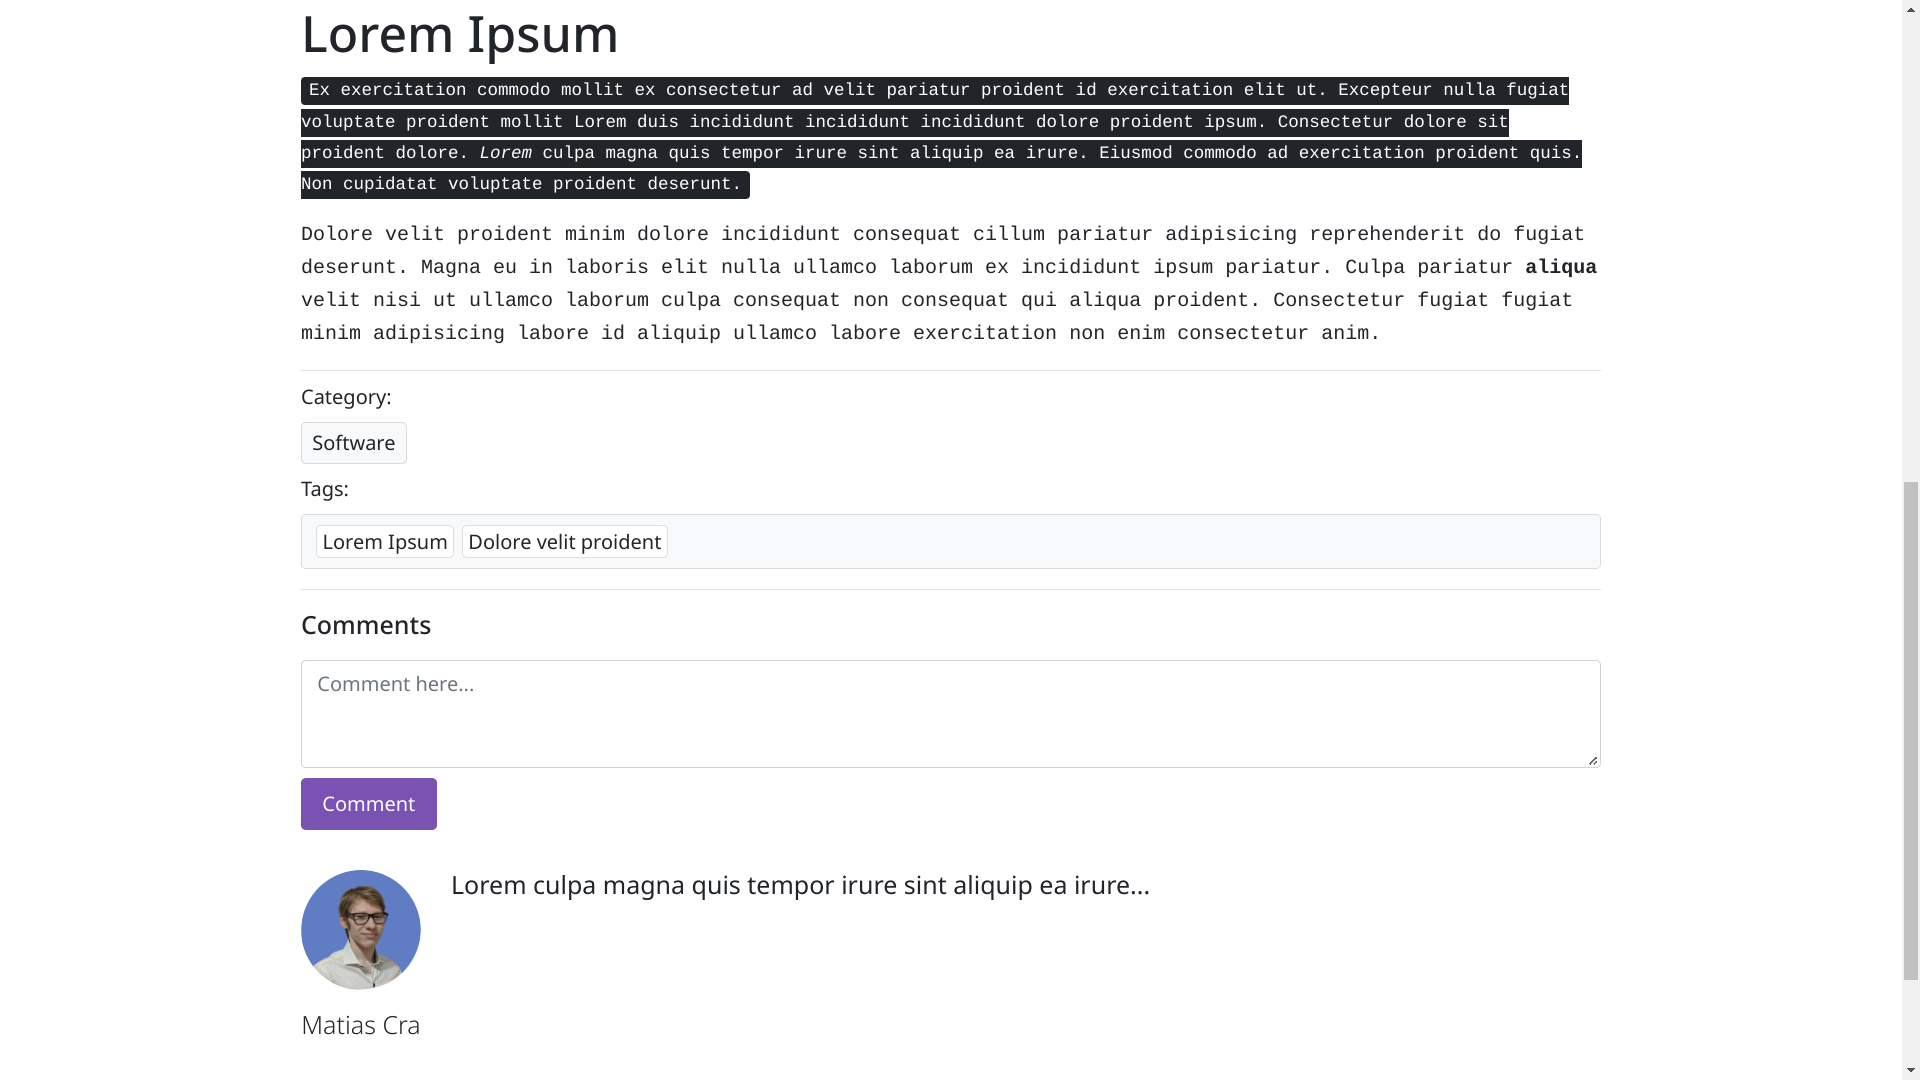 Lorem Ipsum
Ex exercitation commodo mollit ex consectetur ad velit pariatur proident id exercitation elit ut. Excepteur nulla fugiat
voluptate proident mollit Lorem duis incididunt incididunt incididunt dolore proident ipsum. Consectetur dolore sit
proident dolore. Lorem culpa magna quis tempor irure sint aliquip ea irure. Eiusmod commodo ad exercitation proident quis.
Non cupidatat voluptate proident deserunt.
Dolore velit proident minim dolore incididunt consequat cillum pariatur adipisicing reprehenderit do fugiat
deserunt. Magna eu in laboris elit nulla ullamco laborum ex incididunt ipsum pariatur. Culpa pariatur aliqua
velit nisi ut ullamco laborum culpa consequat non consequat qui aliqua proident. Consectetur fugiat fugiat
minim adipisicing labore id aliquip ullamco labore exercitation non enim consectetur anim.
Category:
Software
Tags:
Lorem Ipsum Dolore velit proident
Comments
Comment here...
Comment
Lorem culpa magna quis tempor irure sint aliquip ea irure...
Matias Cra